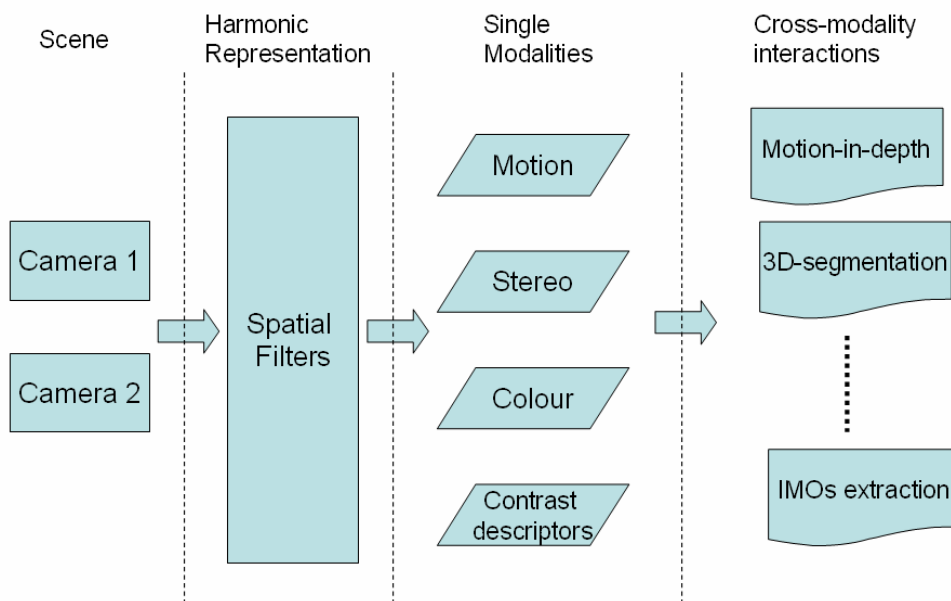 Scene
Harmonic
Representation
Single
Modalities
Cross-modality
interactions
Camera 1
Camera 2
Spatial
Filters
Motion
Stereo
Colour
Contrast
descriptors
Motion-in-depth
3D-segmentation
IMOs extraction